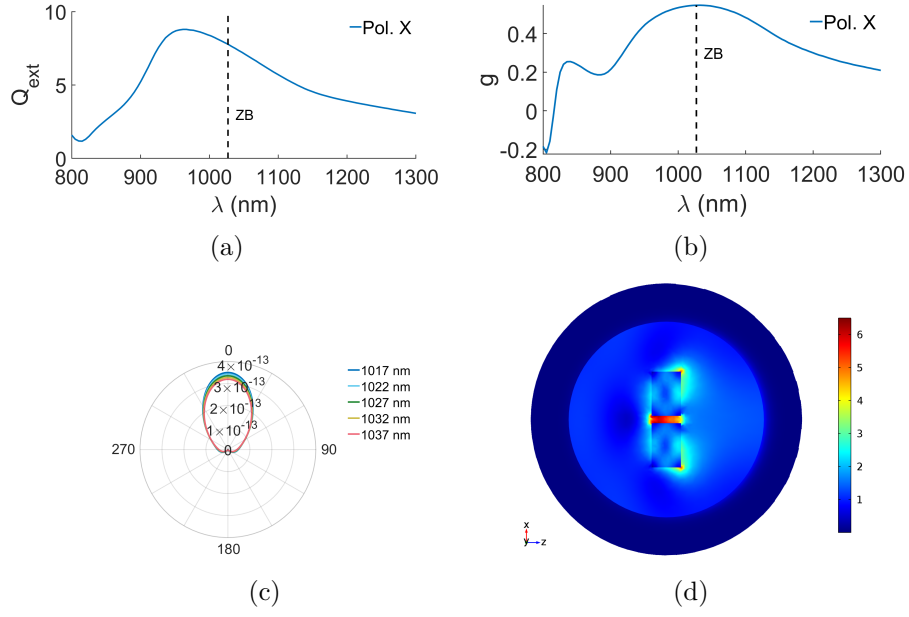 10
5
0
Q_ext
Pol. X
ZB
800 900 1000 1100 1200 1300
λ (nm)
(a)
0.4
0.2
0
-0.2
g
Pol. X
ZB
800 900 1000 1100 1200 1300
λ (nm)
(b)
0
4×10^-13
3×10^-13
2×10^-13
1×10^-13
0
270
90
180
1017 nm
1022 nm
1027 nm
1032 nm
1037 nm
(c)
6
5
4
3
2
1
x
y z
(d)